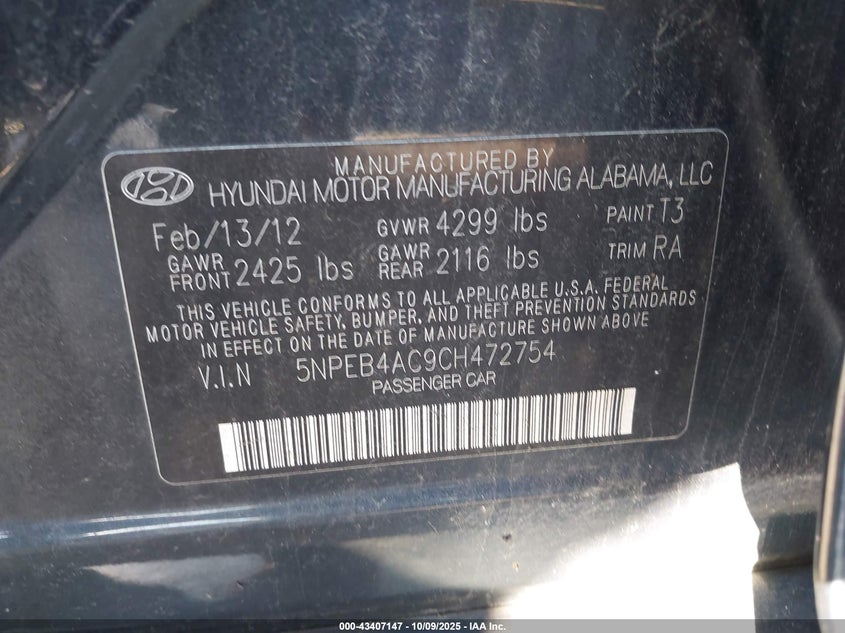 MANUFACTURED BY
HYUNDAI MOTOR MANUFACTURING ALABAMA, LLC
Feb/13/12 GVWR 4299 lbs PAINT T3
GAWR FRONT 2425 lbs GAWR REAR 2116 lbs TRIM RA
THIS VEHICLE CONFORMS TO ALL APPLICABLE U.S.A. FEDERAL
MOTOR VEHICLE SAFETY, BUMPER, AND THEFT PREVENTION STANDARDS
IN EFFECT ON THE DATE OF MANUFACTURE SHOWN ABOVE
V.I.N 5NPEB4AC9CH472754
PASSENGER CAR
000-43407147 - 10/09/2025 - IAA Inc.